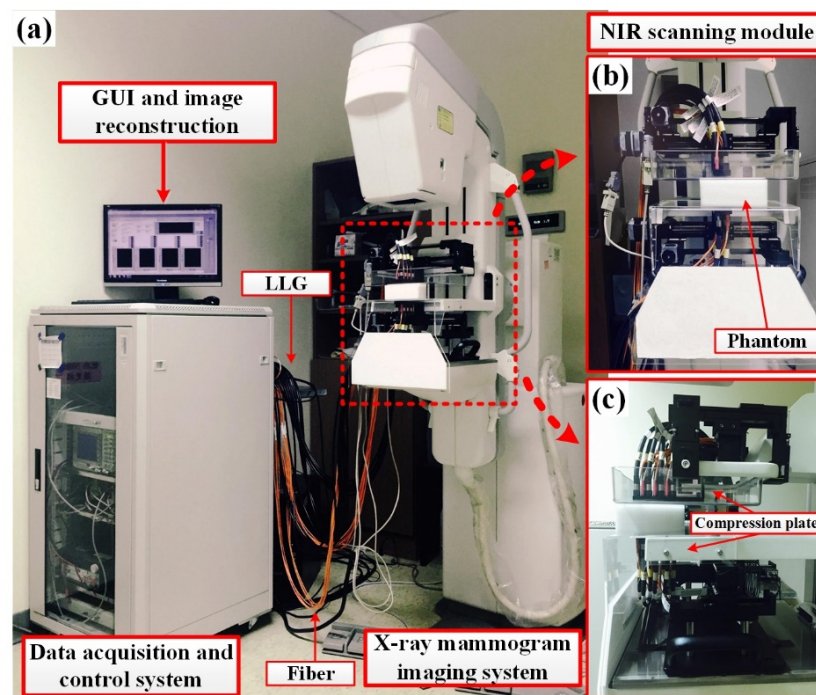 (a)
GUI and image
reconstruction
LLG
Data acquisition and
control system
Fiber
X-ray mammogram
imaging system
NIR scanning module
(b)
Phantom
(c)
Compression plate